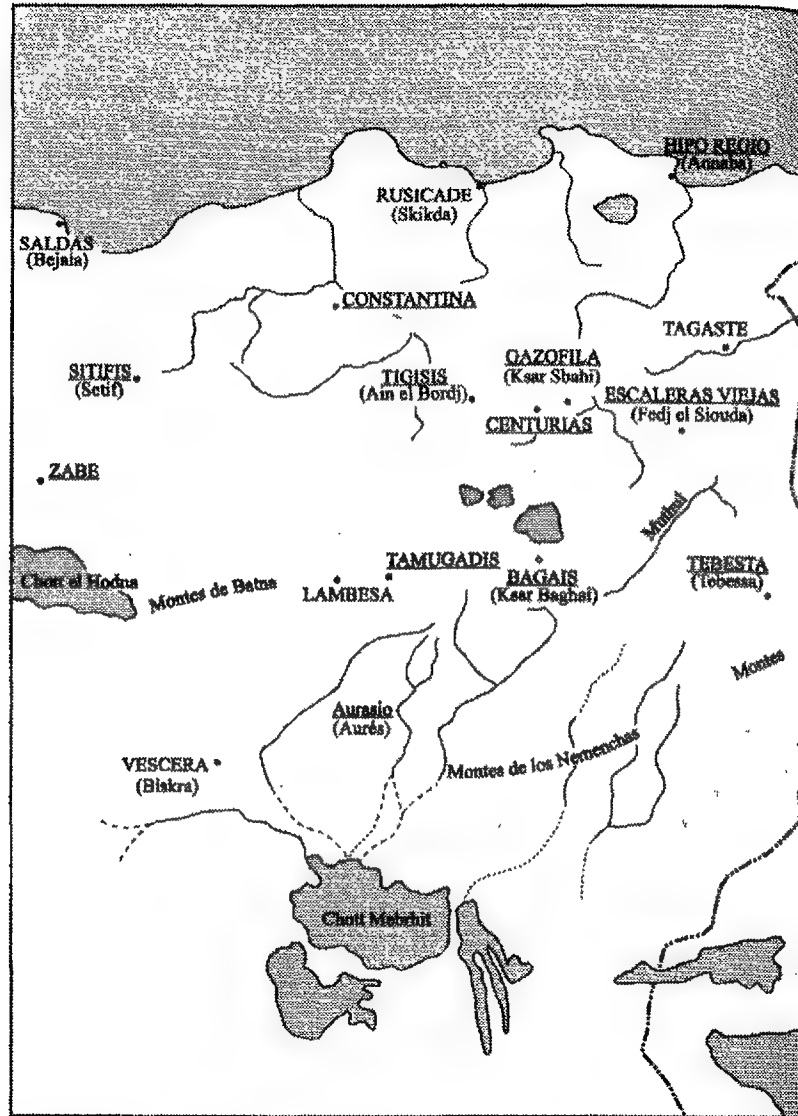 HIPO REGIO
(Annaba)
RUSICADE
(Skikda)
SALDAS
(Bejaia)
CONSTANTINA
TAGASTE
GAZOFILA
(Ksar Sbahi)
SITIFIS
(Setif)
TIGISIS
(Ain el Bordj)
ESCALERAS VIEJAS
(Fedj el Siouda)
CENTURIAS
ZABE
Muthul
TAMUGADIS
BAGAIS
(Ksar Baghai)
TEBESTA
(Tebessa)
Chott el Hodna
Montes de Batna
LAMBESA
Montes
Aurasio
(Aurés)
VESCERA
(Biskra)
Montes de los Nemenchas
Chott Melrhit